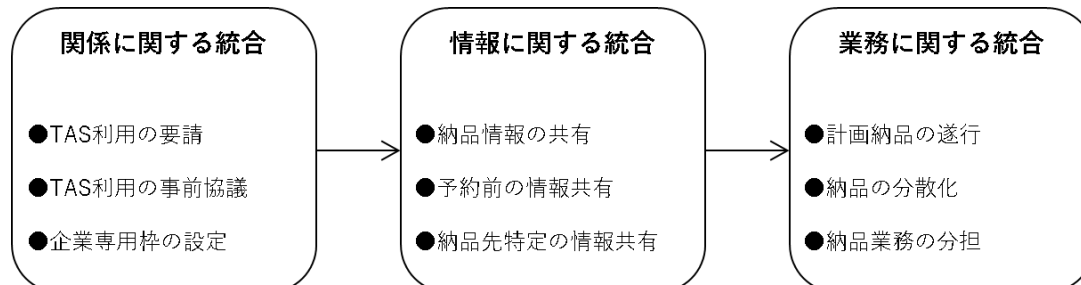 関係に関する統合
●TAS利用の要請
●TAS利用の事前協議
●企業専用枠の設定
情報に関する統合
●納品情報の共有
●予約前の情報共有
●納品先特定の情報共有
業務に関する統合
●計画納品の遂行
●納品の分散化
●納品業務の分担